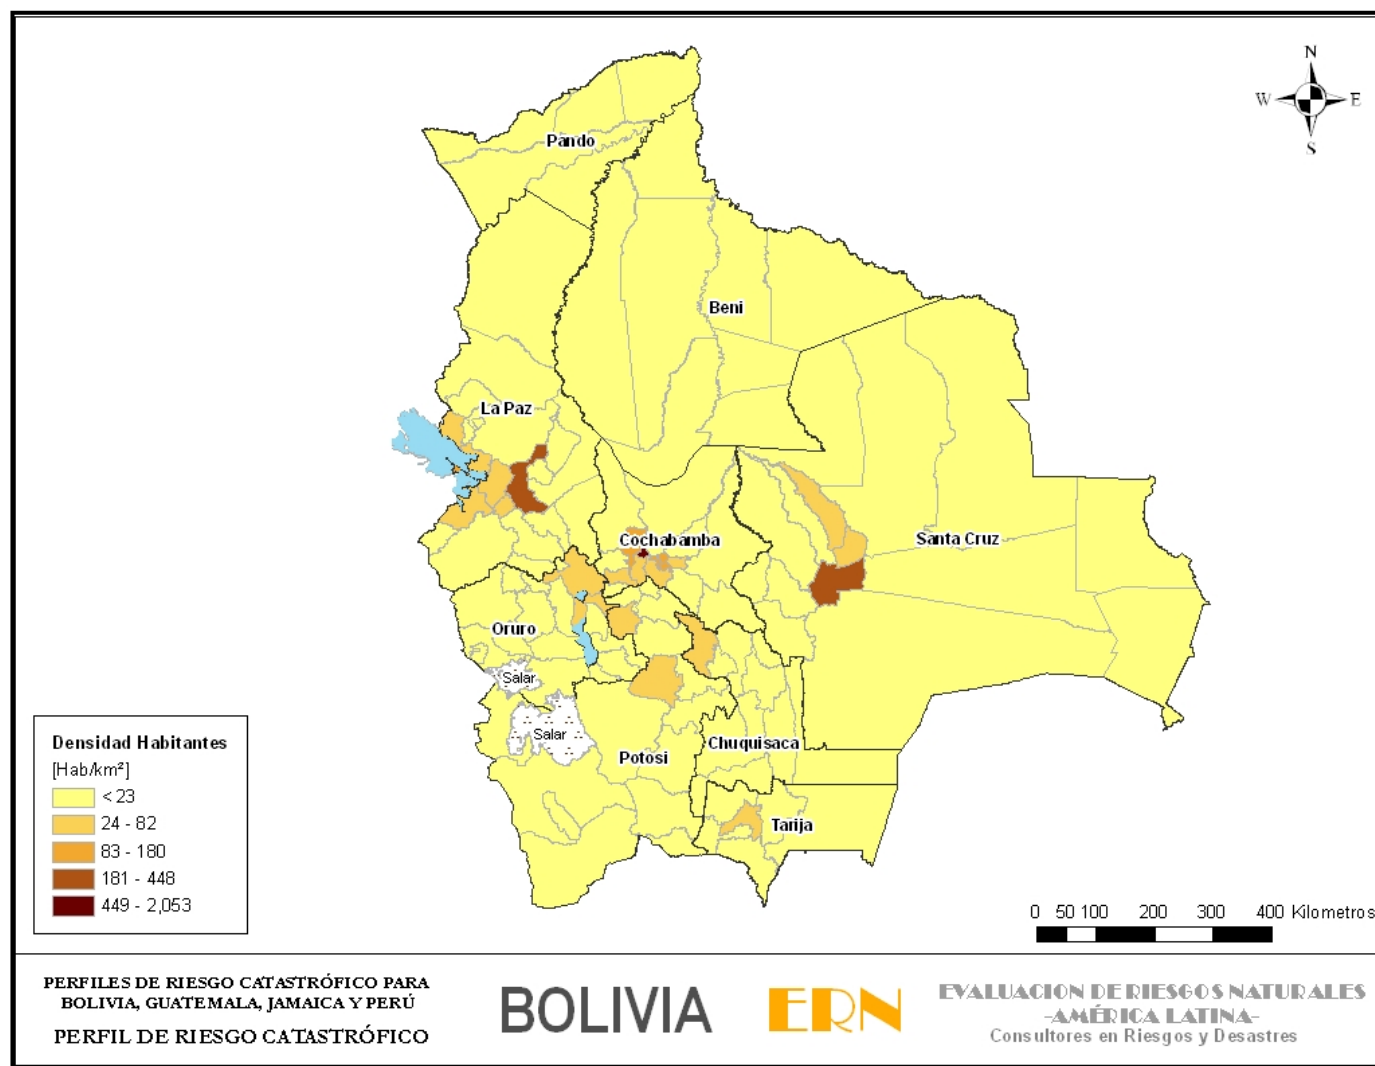 N
W E
S
Pando
Beni
La Paz
Cochabamba
Santa Cruz
Oruro
Salar
Salar
Potosi
Chuquisaca
Tarija
Densidad Habitantes
[Hab/km²]
< 23
24 - 82
83 - 180
181 - 448
449 - 2,053
0 50 100 200 300 400 Kilometros
PERFILES DE RIESGO CATASTRÓFICO PARA
BOLIVIA, GUATEMALA, JAMAICA Y PERÚ
PERFIL DE RIESGO CATASTRÓFICO
BOLIVIA
ERN
EVALUACION DE RIESGOS NATURALES
-AMÉRICA LATINA-
Consultores en Riesgos y Desastres